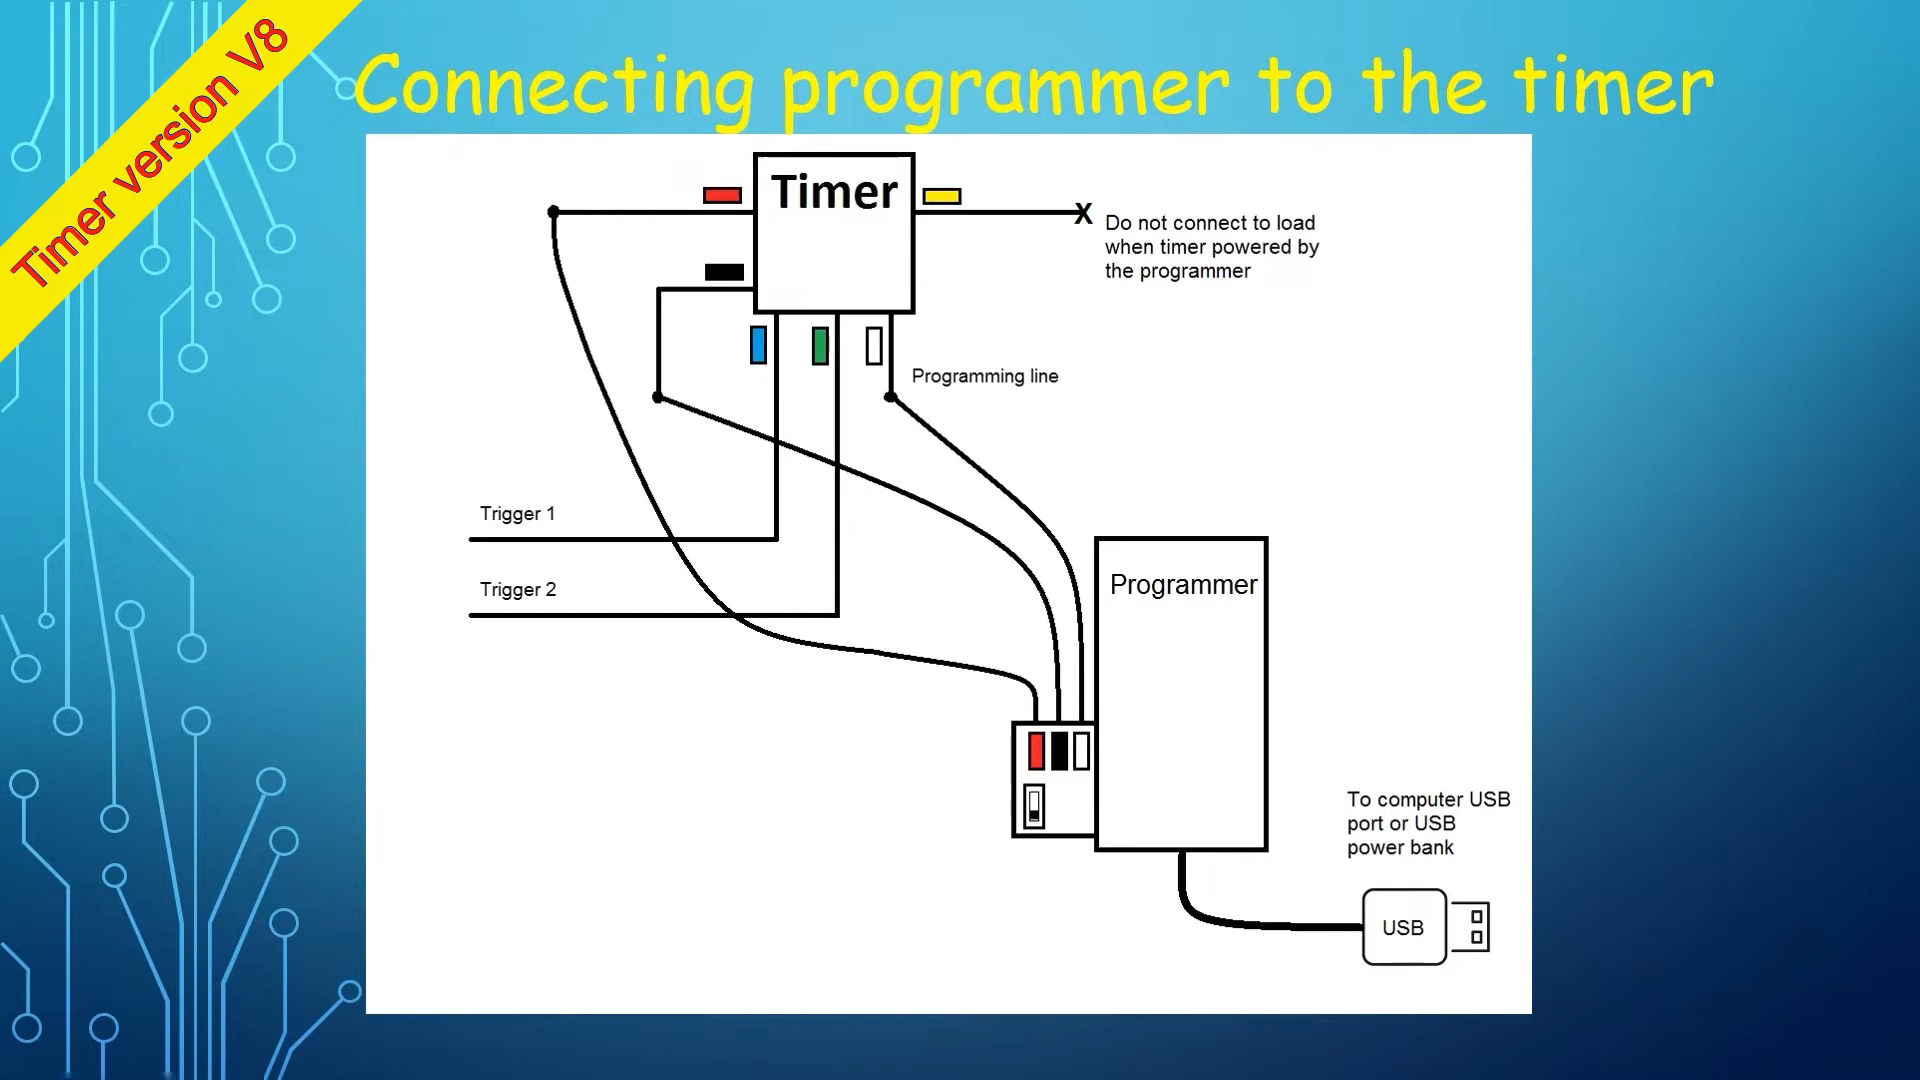 Timer version V8
Connecting programmer to the timer
Timer
X
Do not connect to load
when timer powered by
the programmer
Programming line
Trigger 1
Trigger 2
Programmer
To computer USB
port or USB
power bank
USB